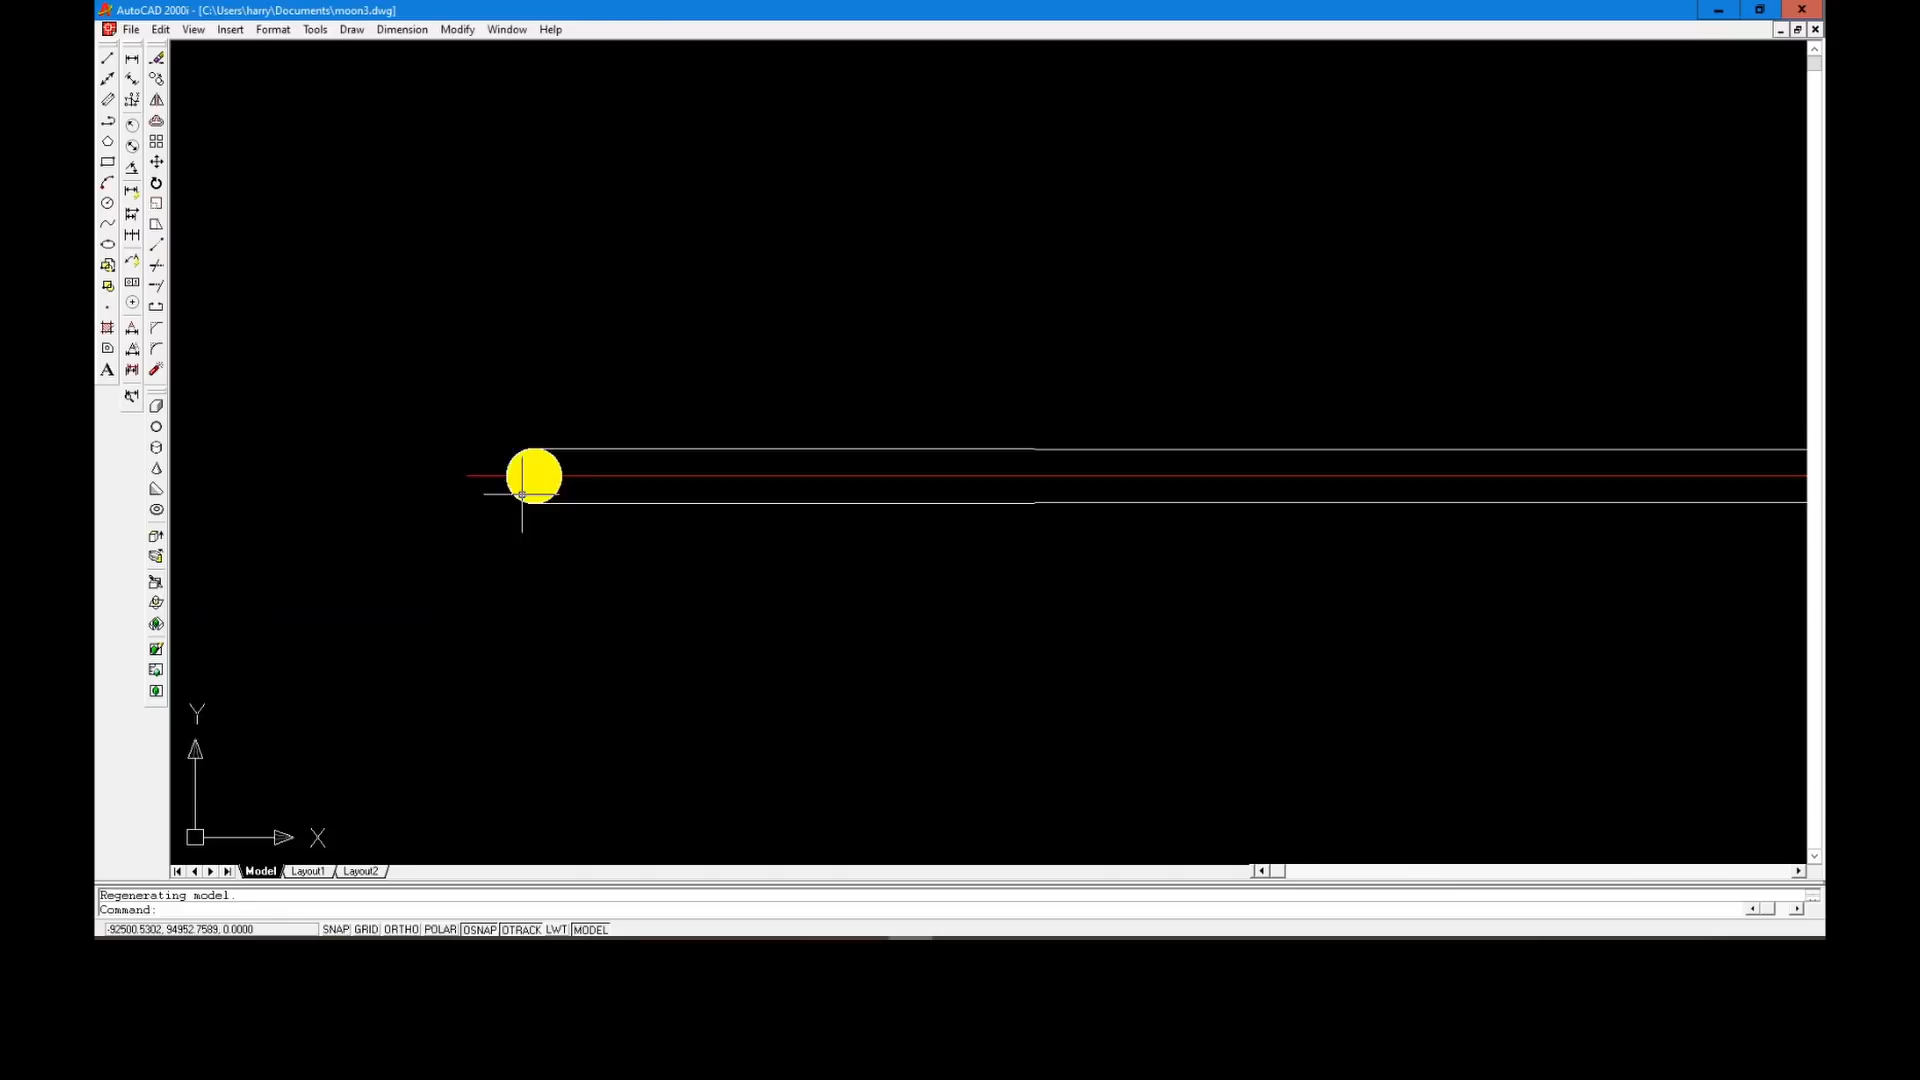 AutoCAD 2000i - [C:\Users\harry\Documents\moon3.dwg]
File Edit View Insert Format Tools Draw Dimension Modify Window Help
A
Y
X
Model Layout1 Layout2
Regenerating model.
Command:
-92500.5302, 94952.7589, 0.0000 SNAP GRID ORTHO POLAR OSNAP OTRACK LWT MODEL